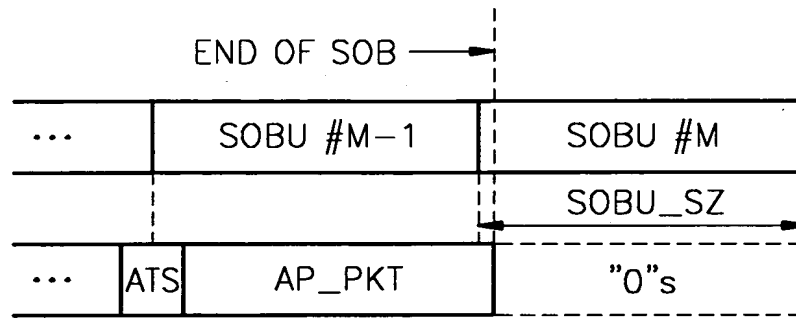 END OF SOB
... SOBU #M-1 SOBU #M
SOBU_SZ
... ATS AP_PKT "0"s